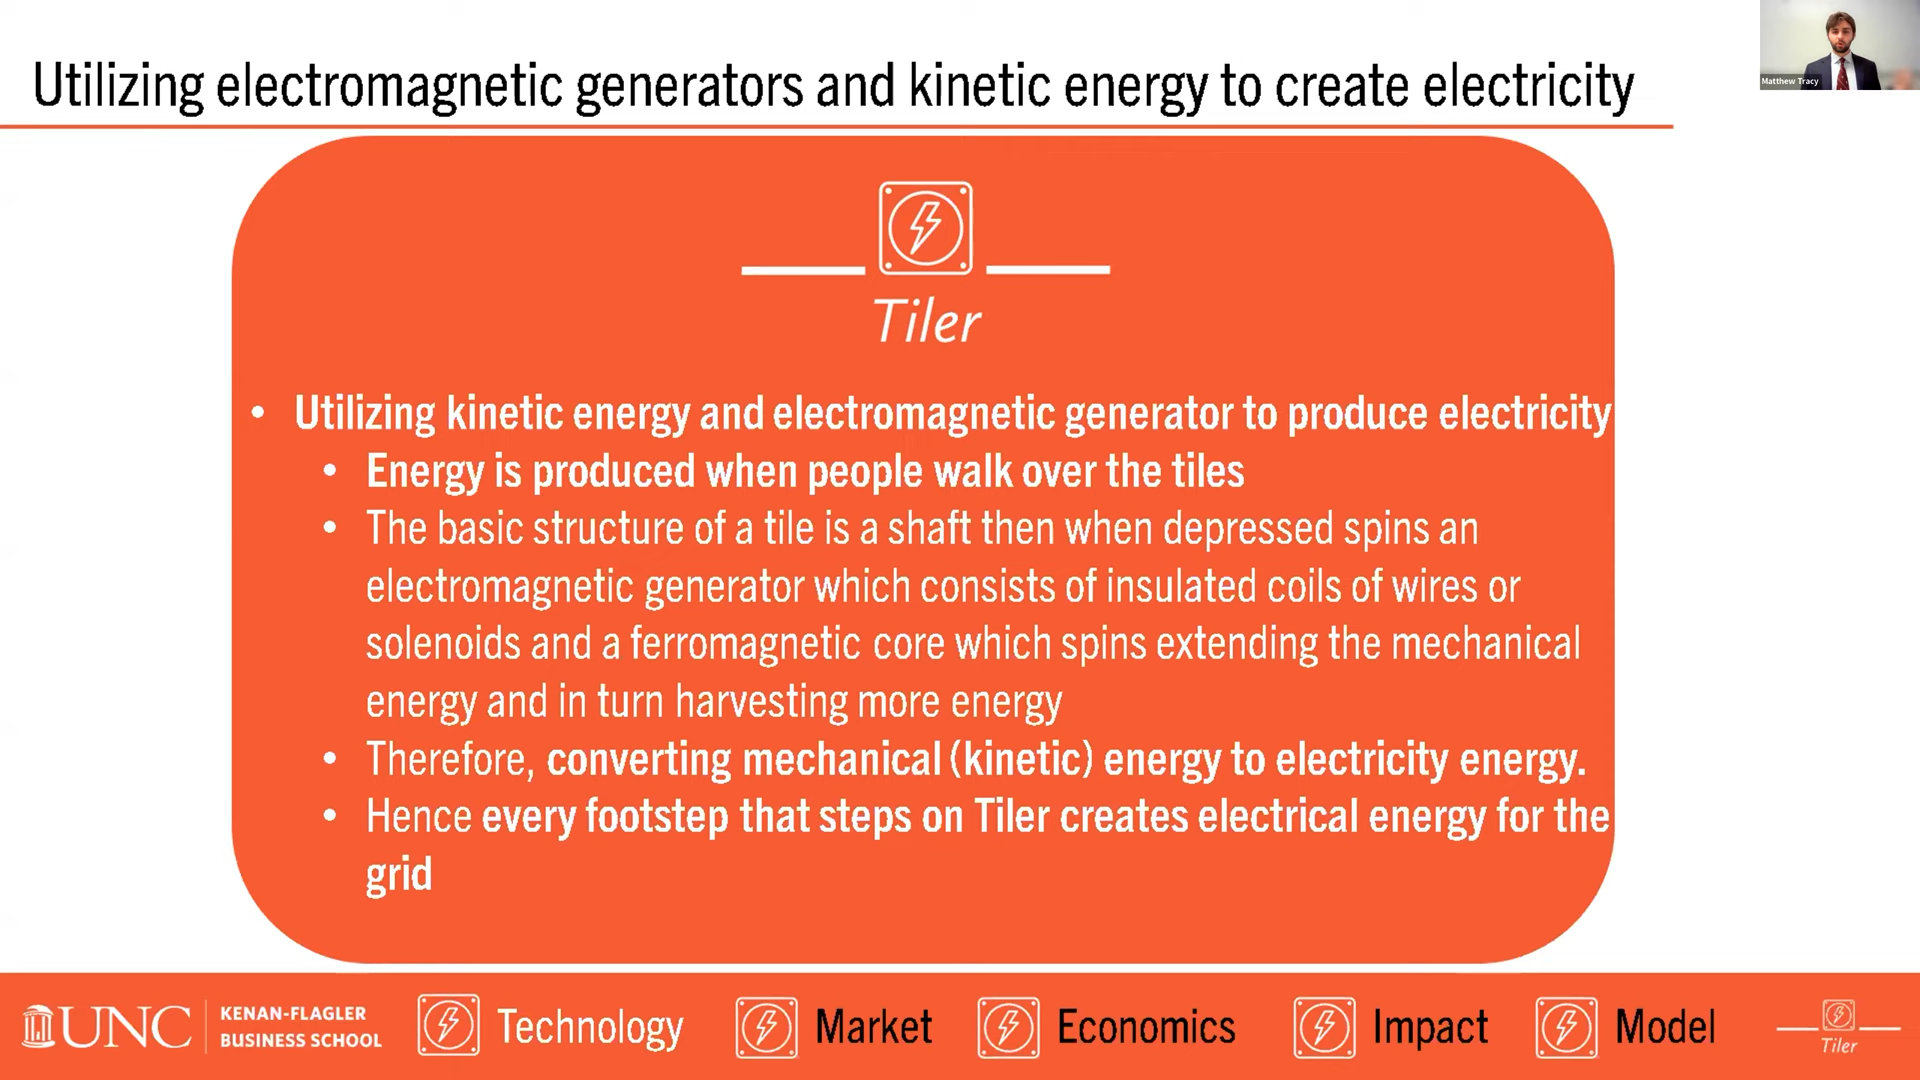 Utilizing electromagnetic generators and kinetic energy to create electricity
Matthew Tracy
Tiler
• Utilizing kinetic energy and electromagnetic generator to produce electricity
• Energy is produced when people walk over the tiles
• The basic structure of a tile is a shaft then when depressed spins an
electromagnetic generator which consists of insulated coils of wires or
solenoids and a ferromagnetic core which spins extending the mechanical
energy and in turn harvesting more energy
• Therefore, converting mechanical (kinetic) energy to electricity energy.
• Hence every footstep that steps on Tiler creates electrical energy for the
grid
UNC
KENAN-FLAGLER
BUSINESS SCHOOL
Technology
Market
Economics
Impact
Model
Tiler